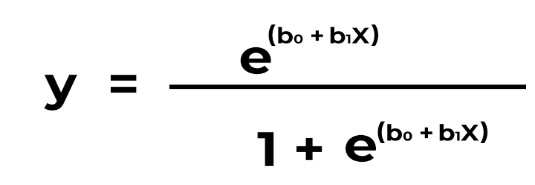 e^(b₀ + b₁X)
y = ―
1 + e^(b₀ + b₁X)